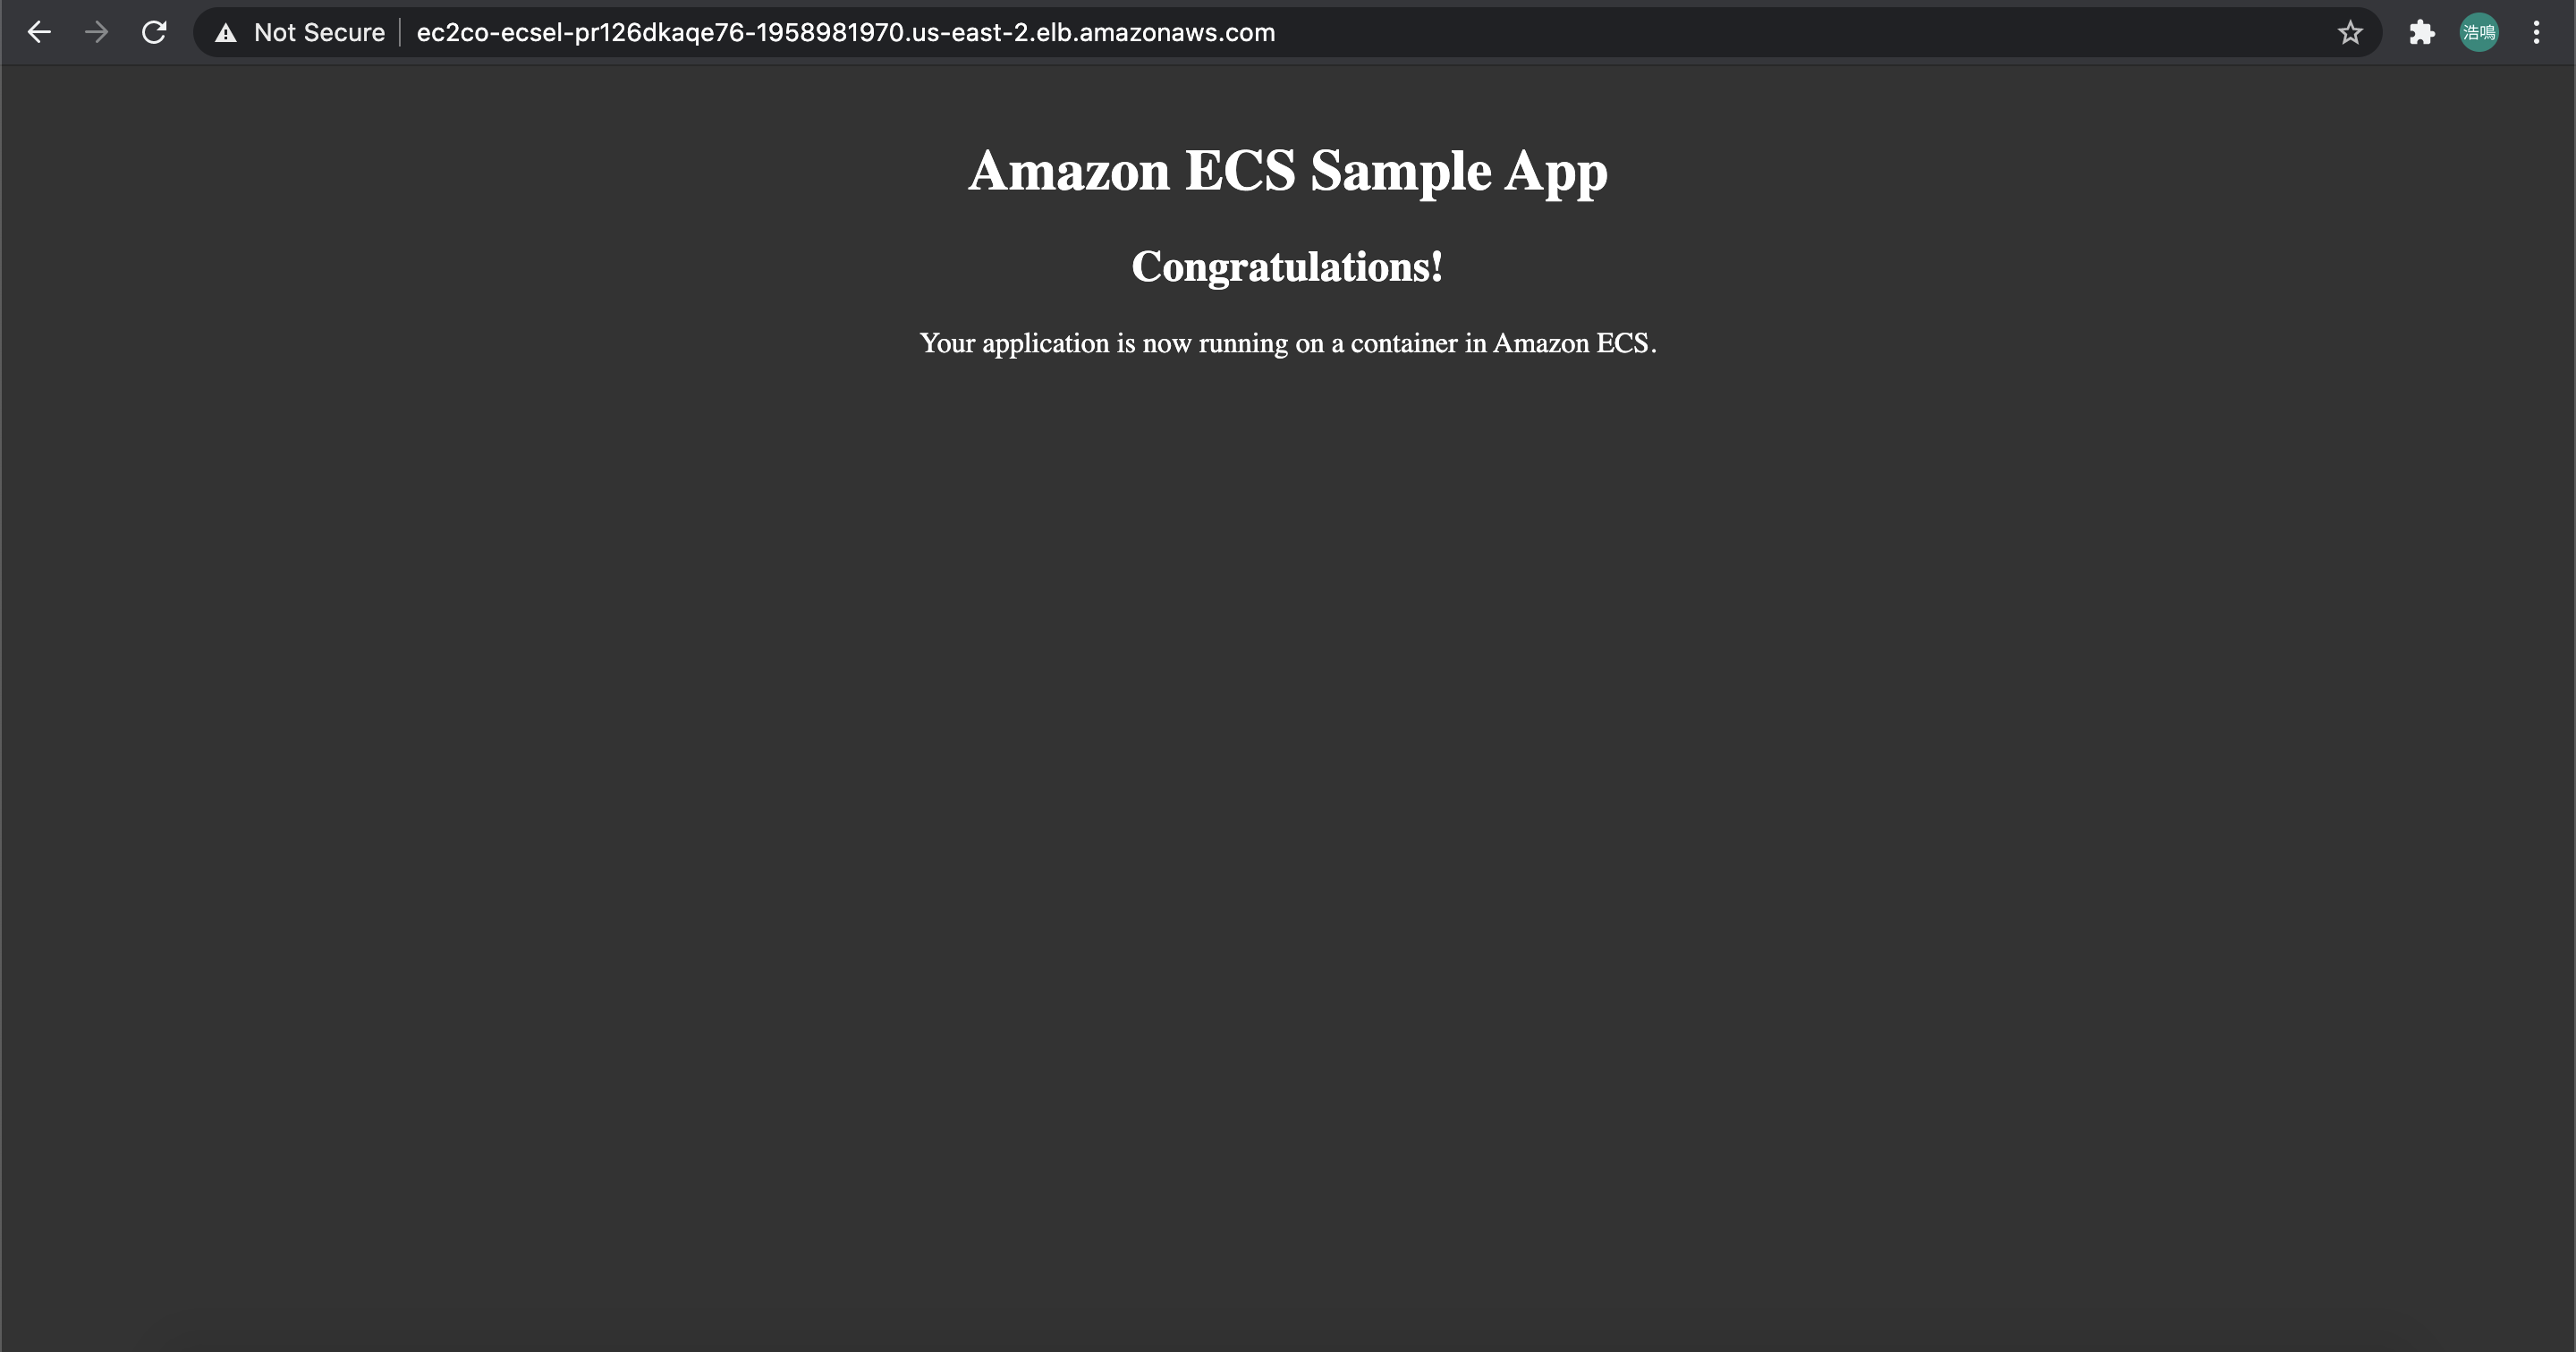 Not Secure | ec2co-ecsel-pr126dkaqe76-1958981970.us-east-2.elb.amazonaws.com 浩鳴
Amazon ECS Sample App
Congratulations!
Your application is now running on a container in Amazon ECS.